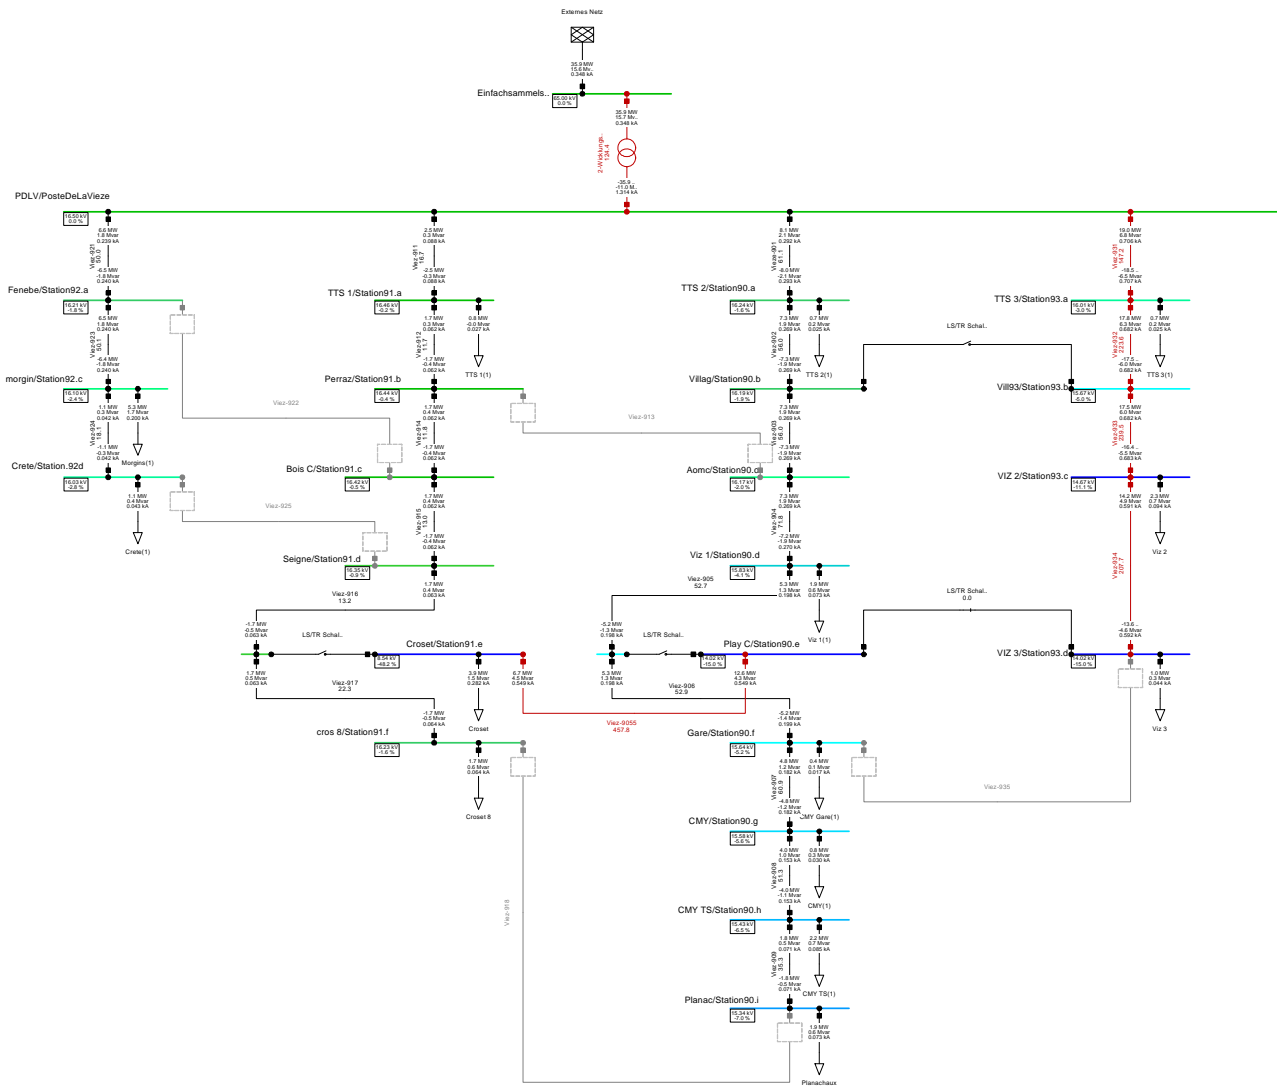 Externes Netz
35.9 MW
15.6 Mv..
0.348 kA
Einfachsammels..
65.00 kV
0.0 %
35.9 MW
15.7 Mv..
0.348 kA
2-Wicklungs..
124.4
-35.9 ..
-11.0 M..
1.314 kA
PDLV/PosteDeLaVieze
16.50 kV
0.0 %
6.6 MW
1.8 Mvar
0.239 kA
Viez-921
50.0
-6.5 MW
-1.8 Mvar
0.240 kA
2.5 MW
0.3 Mvar
0.088 kA
Viez-911
16.7
-2.5 MW
-0.3 Mvar
0.088 kA
8.1 MW
2.1 Mvar
0.292 kA
Vieze-901
61.1
-8.0 MW
-2.1 Mvar
0.293 kA
19.0 MW
6.8 Mvar
0.706 kA
Viez-931
147.2
-18.5 ..
-6.5 Mvar
0.707 kA
Fenebe/Station92.a
16.21 kV
-1.8 %
6.5 MW
1.8 Mvar
0.240 kA
Viez-923
50.1
-6.4 MW
-1.8 Mvar
0.240 kA
TTS 1/Station91.a
16.46 kV
-0.2 %
1.7 MW
0.3 Mvar
0.062 kA
Viez-912
11.7
-1.7 MW
-0.4 Mvar
0.062 kA
0.8 MW
-0.0 Mvar
0.027 kA
TTS 1(1)
TTS 2/Station90.a
16.24 kV
-1.6 %
7.3 MW
1.9 Mvar
0.269 kA
Viez-902
56.0
-7.3 MW
-1.9 Mvar
0.269 kA
0.7 MW
0.2 Mvar
0.025 kA
TTS 2(1)
LS/TR Schal..
TTS 3/Station93.a
16.01 kV
-3.0 %
17.8 MW
6.3 Mvar
0.682 kA
Viez-932
223.6
-17.5 ..
-6.0 Mvar
0.682 kA
0.7 MW
0.2 Mvar
0.025 kA
TTS 3(1)
morgin/Station92.c
16.10 kV
-2.4 %
1.1 MW
0.3 Mvar
0.042 kA
Viez-924
18.1
-1.1 MW
-0.3 Mvar
0.042 kA
5.3 MW
1.7 Mvar
0.200 kA
Morgins(1)
Viez-922
Perraz/Station91.b
16.44 kV
-0.4 %
1.7 MW
0.4 Mvar
0.062 kA
Viez-914
11.8
-1.7 MW
-0.4 Mvar
0.062 kA
Viez-913
Villag/Station90.b
16.19 kV
-1.9 %
7.3 MW
1.9 Mvar
0.269 kA
Viez-903
56.0
-7.3 MW
-1.9 Mvar
0.269 kA
Vill93/Station93.b
15.67 kV
-5.0 %
17.5 MW
6.0 Mvar
0.682 kA
Viez-933
239.5
-16.4 ..
-5.5 Mvar
0.683 kA
Crete/Station.92d
16.03 kV
-2.8 %
1.1 MW
0.4 Mvar
0.043 kA
Crete(1)
Viez-925
Bois C/Station91.c
16.42 kV
-0.5 %
1.7 MW
0.4 Mvar
0.062 kA
Viez-915
13.0
-1.7 MW
-0.4 Mvar
0.062 kA
Aomc/Station90.c
16.17 kV
-2.0 %
7.3 MW
1.9 Mvar
0.269 kA
Viez-904
71.8
-7.2 MW
-1.9 Mvar
0.270 kA
VIZ 2/Station93.c
14.67 kV
-11.1 %
14.2 MW
4.9 Mvar
0.591 kA
Viez-934
207.7
-13.6 ..
-4.6 Mvar
0.592 kA
2.3 MW
0.7 Mvar
0.094 kA
Viz 2
Seigne/Station91.d
16.35 kV
-0.9 %
1.7 MW
0.4 Mvar
0.063 kA
Viez-916
13.2
-1.7 MW
-0.5 Mvar
0.063 kA
Viz 1/Station90.d
15.83 kV
-4.1 %
5.3 MW
1.3 Mvar
0.198 kA
Viez-905
52.7
-5.2 MW
-1.3 Mvar
0.198 kA
1.9 MW
0.6 Mvar
0.073 kA
Viz 1(1)
LS/TR Schal..
0.0
LS/TR Schal..
Croset/Station91.e
8.54 kV
-48.2 %
3.9 MW
1.5 Mvar
0.282 kA
Croset
6.7 MW
4.5 Mvar
0.549 kA
LS/TR Schal..
Play C/Station90.e
14.02 kV
-15.0 %
12.6 MW
4.3 Mvar
0.549 kA
Viez-9055
457.8
VIZ 3/Station93.d
14.02 kV
-15.0 %
1.0 MW
0.3 Mvar
0.044 kA
Viz 3
1.7 MW
0.5 Mvar
0.063 kA
Viez-917
22.3
-1.7 MW
-0.5 Mvar
0.064 kA
5.3 MW
1.3 Mvar
0.198 kA
Viez-906
52.9
-5.2 MW
-1.4 Mvar
0.199 kA
cros 8/Station91.f
16.23 kV
-1.6 %
1.7 MW
0.6 Mvar
0.064 kA
Croset 8
Gare/Station90.f
15.64 kV
-5.2 %
4.8 MW
1.2 Mvar
0.182 kA
Viez-907
60.9
-4.8 MW
-1.2 Mvar
0.182 kA
0.4 MW
0.1 Mvar
0.017 kA
CMY Gare(1)
Viez-935
CMY/Station90.g
15.58 kV
-5.6 %
4.0 MW
1.0 Mvar
0.153 kA
Viez-908
51.3
-4.0 MW
-1.1 Mvar
0.153 kA
0.8 MW
0.3 Mvar
0.030 kA
CMY(1)
Viez-918
CMY TS/Station90.h
15.43 kV
-6.5 %
1.8 MW
0.5 Mvar
0.071 kA
Viez-909
35.3
-1.8 MW
-0.5 Mvar
0.071 kA
2.2 MW
0.7 Mvar
0.085 kA
CMY TS(1)
Planac/Station90.i
15.34 kV
-7.0 %
1.9 MW
0.6 Mvar
0.073 kA
Planachaux